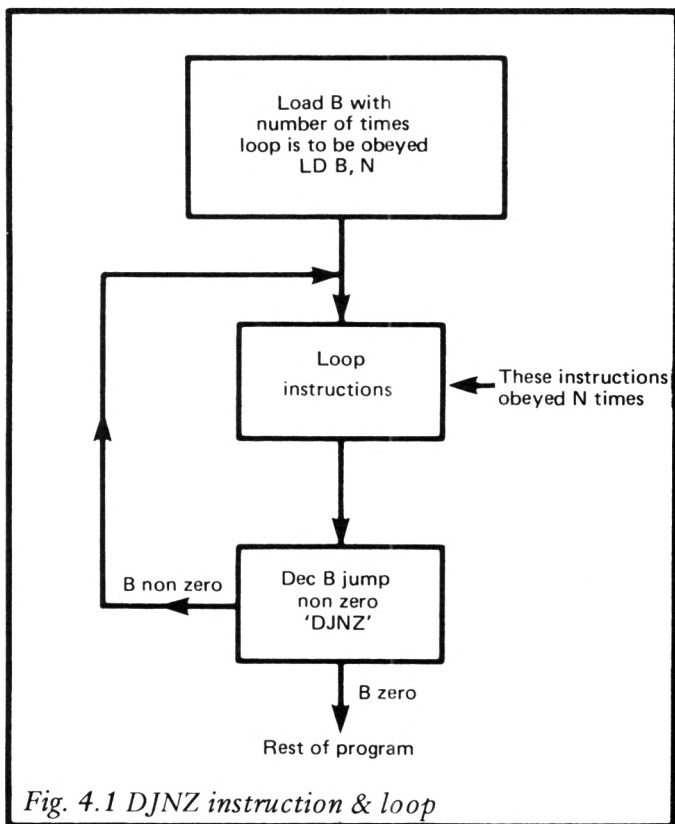 Load B with
number of times
loop is to be obeyed
LD B, N
Loop
instructions
These instructions
obeyed N times
B non zero
Dec B jump
non zero
'DJNZ'
B zero
Rest of program
Fig. 4.1 DJNZ instruction & loop